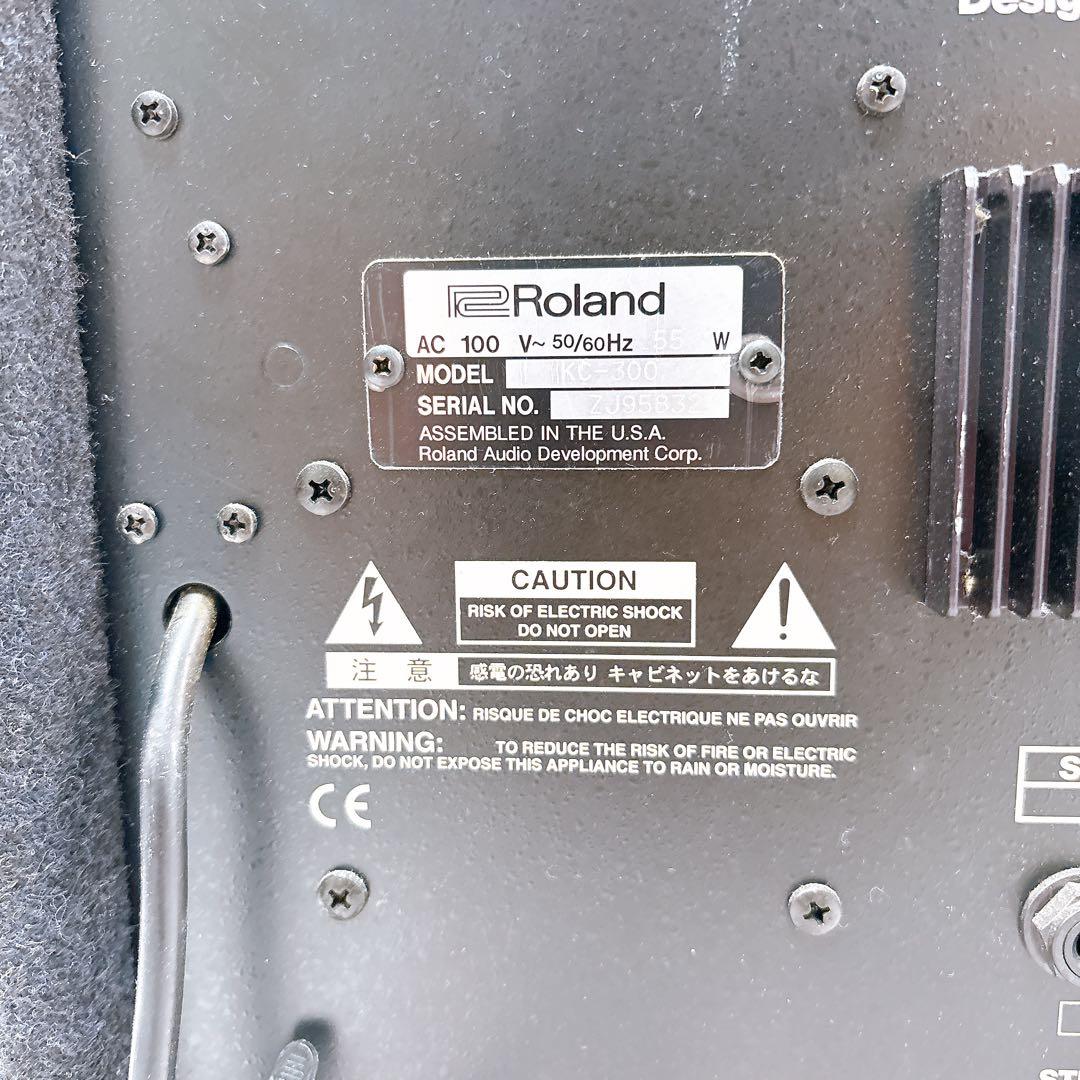 Roland
AC 100 V~ 50/60Hz 55 W
MODEL KC-300
SERIAL NO. ZJ95832
ASSEMBLED IN THE U.S.A.
Roland Audio Development Corp.
CAUTION
RISK OF ELECTRIC SHOCK
DO NOT OPEN
注 意 感電の恐れあり キャビネットをあけるな
ATTENTION: RISQUE DE CHOC ELECTRIQUE NE PAS OUVRIR
WARNING: TO REDUCE THE RISK OF FIRE OR ELECTRIC
SHOCK, DO NOT EXPOSE THIS APPLIANCE TO RAIN OR MOISTURE.
CE